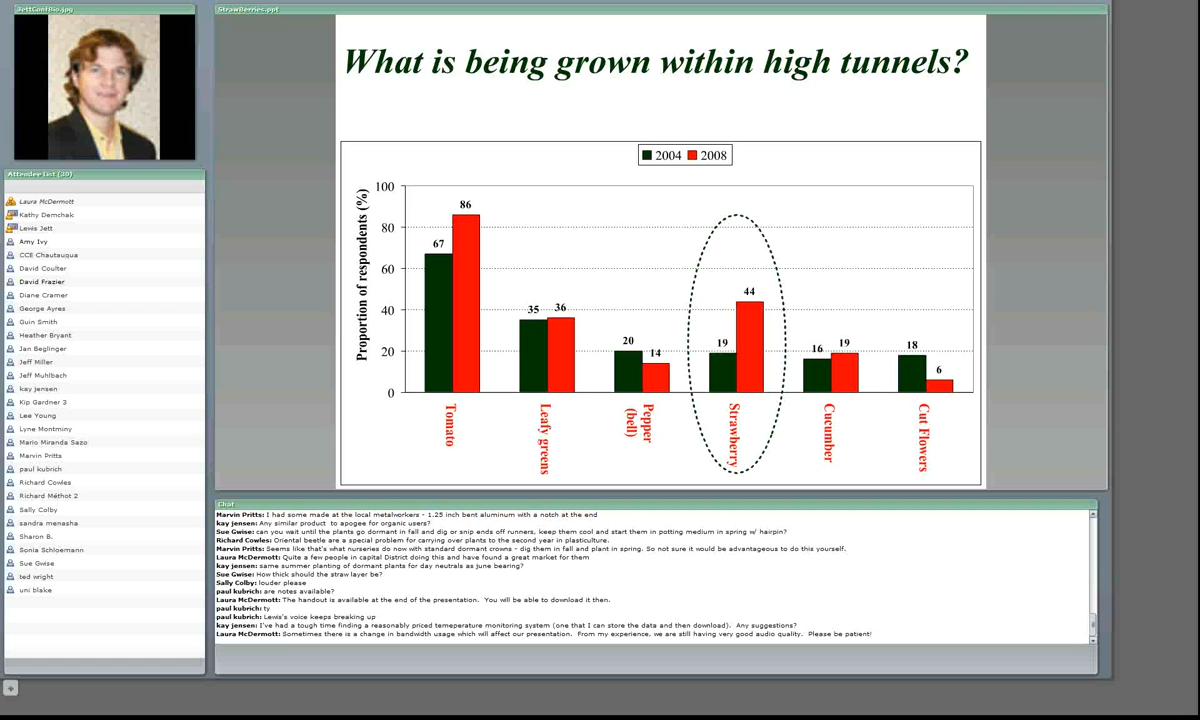 JettConfBio.jpg
StrawBerries.ppt
What is being grown within high tunnels?
2004 2008
Proportion of respondents (%)
100
80
60
40
20
0
67
86
35
36
20
14
19
44
16
19
18
6
Tomato
Leafy greens
Pepper
(bell)
Strawberry
Cucumber
Cut Flowers
Attendee List (30)
Laura McDermott
Kathy Demchak
Lewis Jett
Amy Ivy
CCE Chautauqua
David Coulter
David Frazier
Diane Cramer
George Ayres
Guin Smith
Heather Bryant
Jan Beglinger
Jeff Miller
Jeff Muhlbach
kay jensen
Kip Gardner 3
Lee Young
Lyne Montminy
Mario Miranda Sazo
Marvin Pritts
paul kubrich
Richard Cowles
Richard Méthot 2
Sally Colby
sandra menasha
Sharon B.
Sonia Schloemann
Sue Gwise
ted wright
uni blake
Chat
Marvin Pritts: I had some made at the local metalworkers - 1.25 inch bent aluminum with a notch at the end
kay jensen: Any similar product to apogee for organic users?
Sue Gwise: can you wait until the plants go dormant in fall and dig or snip ends off runners, keep them cool and start them in potting medium in spring w/ haripin?
Richard Cowles: Oriental beetle are a special problem for carrying over plants to the second year in plasticulture.
Marvin Pritts: Seems like that's what nurseries do now with standard dormant crowns - dig them in fall and plant in spring. So not sure it would be advantageous to do this yourself.
Laura McDermott: Quite a few people in capital District doing this and have found a great market for them
kay jensen: same summer planting of dormant plants for day neutrals as june bearing?
Sue Gwise: How thick should the straw layer be?
Sally Colby: louder please
paul kubrich: are notes available?
Laura McDermott: The handout is available at the end of the presentation. You will be able to download it then.
paul kubrich: ty
paul kubrich: Lewis's voice keeps breaking up
kay jensen: I've had a tough time finding a reasonably priced temeperature monitoring system (one that I can store the data and then download). Any suggestions?
Laura McDermott: Sometimes there is a change in bandwidth usage which will affect our presentation. From my experience, we are still having very good audio quality. Please be patient!